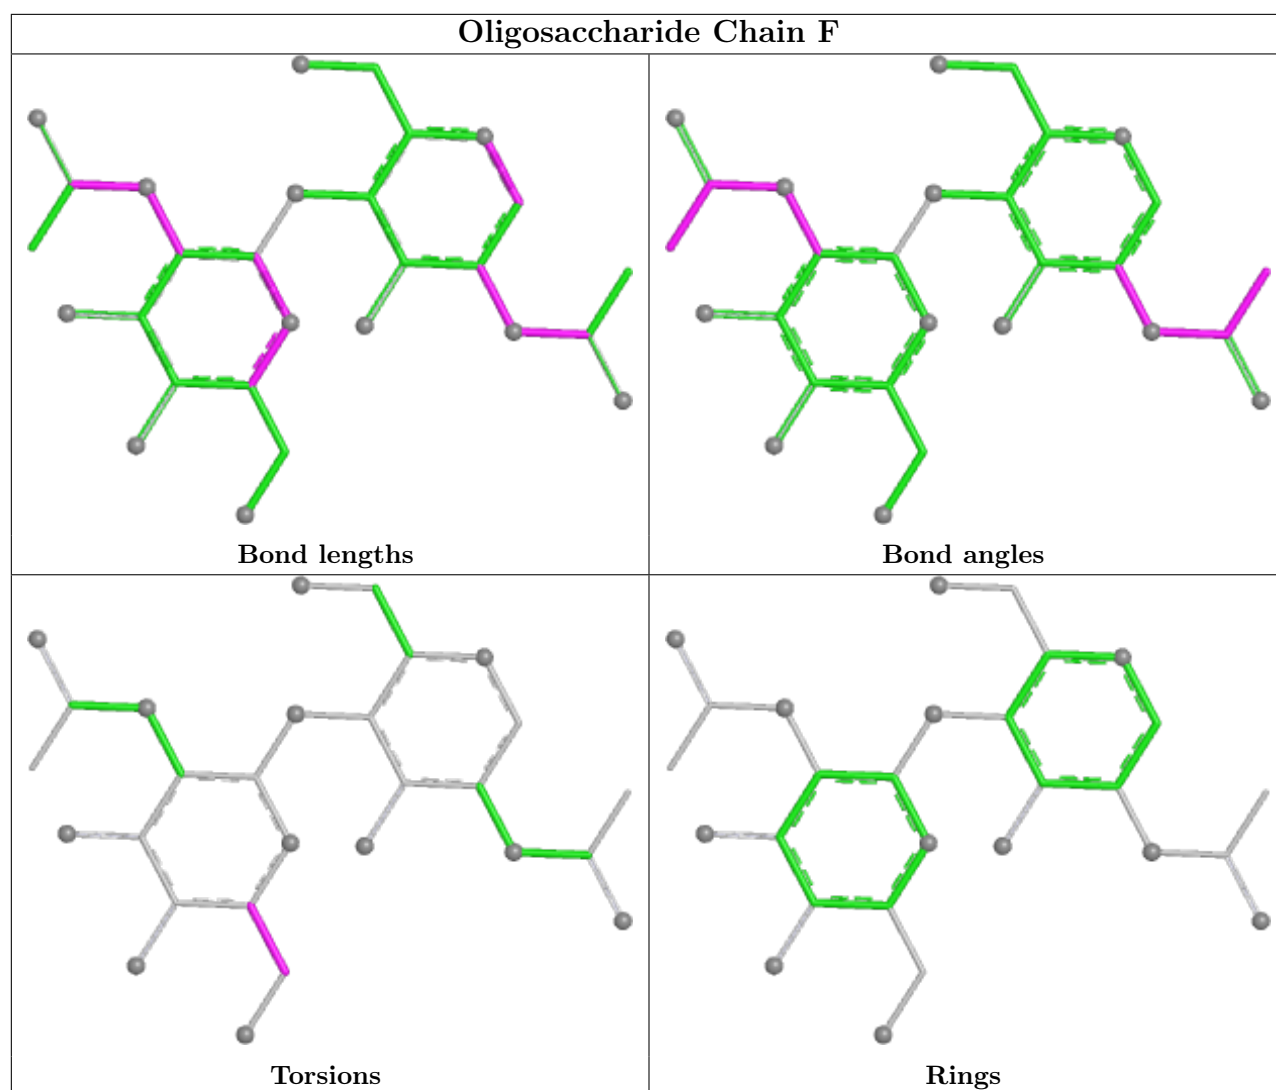 Oligosaccharide Chain F
Bond lengths
Bond angles
Torsions
Rings